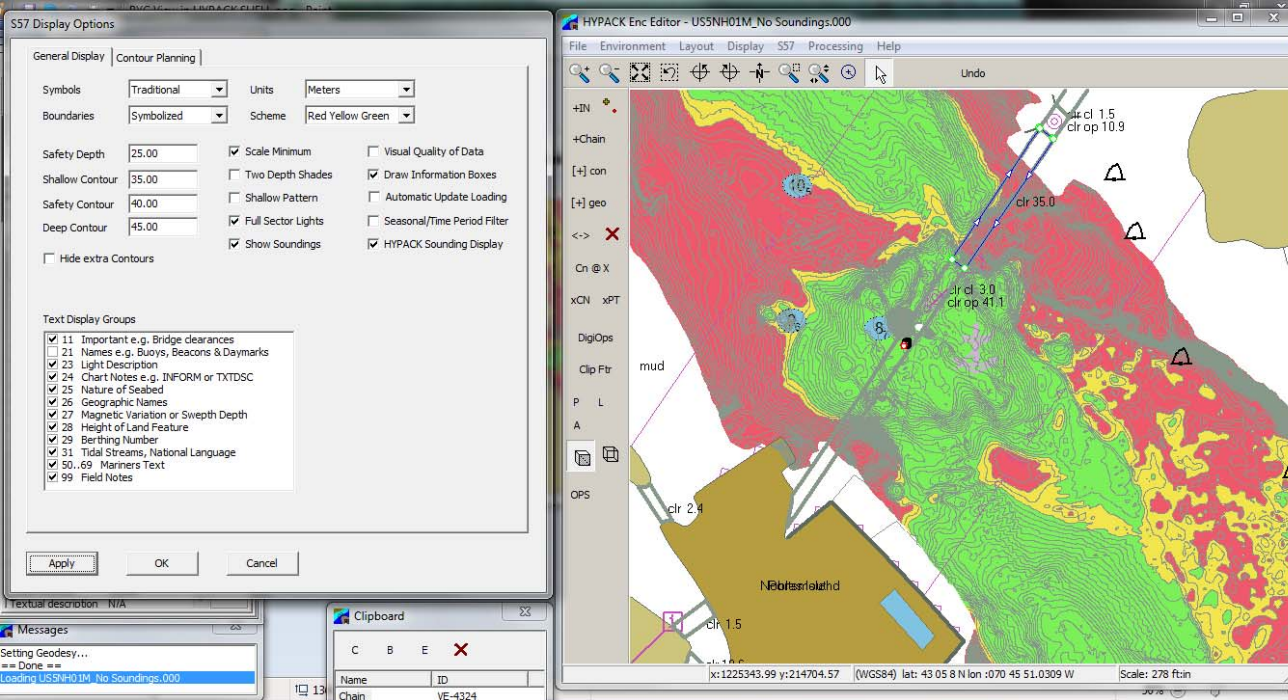 S57 Display Options
General Display
Contour Planning
Symbols
Traditional
Units
Meters
Boundaries
Symbolized
Scheme
Red Yellow Green
Safety Depth
25.00
Shallow Contour
35.00
Safety Contour
40.00
Deep Contour
45.00
Scale Minimum
Visual Quality of Data
Two Depth Shades
Draw Information Boxes
Shallow Pattern
Automatic Update Loading
Full Sector Lights
Seasonal/Time Period Filter
Show Soundings
HYPACK Sounding Display
Hide extra Contours
Text Display Groups
11 Important e.g. Bridge clearances
21 Names e.g. Buoys, Beacons & Daymarks
23 Light Description
24 Chart Notes e.g. INFORM or TXTDSC
25 Nature of Seabed
26 Geographic Names
27 Magnetic Variation or Swepth Depth
28 Height of Land Feature
29 Berthing Number
31 Tidal Streams, National Language
50..69 Mariners Text
99 Field Notes
Apply
OK
Cancel
Textual description N/A
Messages
Setting Geodesy...
== Done ==
Loading US5NH01M_No Soundings.000
Clipboard
C B E
Name ID
Chain VE-4324
HYPACK Enc Editor - US5NH01M_No Soundings.000
File Environment Layout Display S57 Processing Help
N
Undo
+IN
+Chain
[+] con
[+] geo
<->
Cn @ X
xCN xPT
DigiOps
Clip Ftr
P L
A
OPS
clr cl 1.5
clr op 10.9
clr 35.0
clr cl 3.0
clr op 41.1
10
8
mud
clr 2.4
1
clr 1.5
x:1225343.99 y:214704.57
(WGS84) lat: 43 05 8 N lon :070 45 51.0309 W
Scale: 278 ft:in